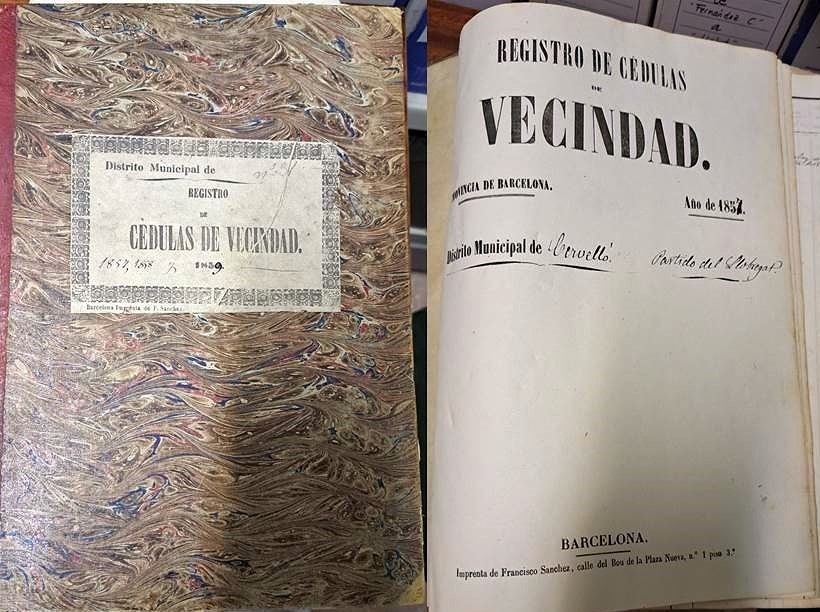 Distrito Municipal de
REGISTRO
DE
CÉDULAS DE VECINDAD.
1857, 1858 y 1859.
Barcelona Imprenta de F. Sanchez.
"Fernandez C"
a
REGISTRO DE CÉDULAS
DE
VECINDAD.
PROVINCIA DE BARCELONA.
Año de 1857.
Distrito Municipal de Cervelló. Partido del Llobregat.
BARCELONA.
Imprenta de Francisco Sanchez, calle del Bou de la Plaza Nueva, n.º 1 piso 3.º